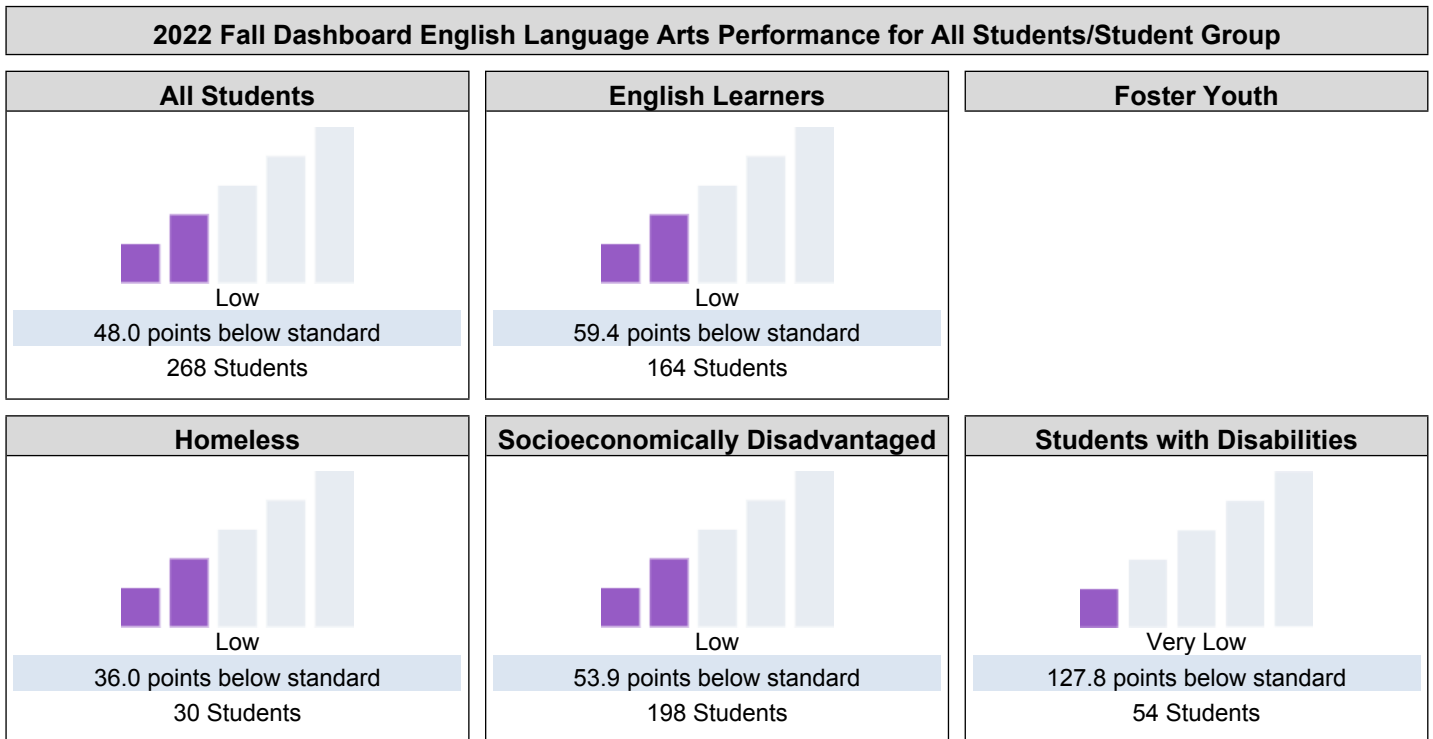 2022 Fall Dashboard English Language Arts Performance for All Students/Student Group
All Students
Low
48.0 points below standard
268 Students
English Learners
Low
59.4 points below standard
164 Students
Foster Youth
Homeless
Low
36.0 points below standard
30 Students
Socioeconomically Disadvantaged
Low
53.9 points below standard
198 Students
Students with Disabilities
Very Low
127.8 points below standard
54 Students